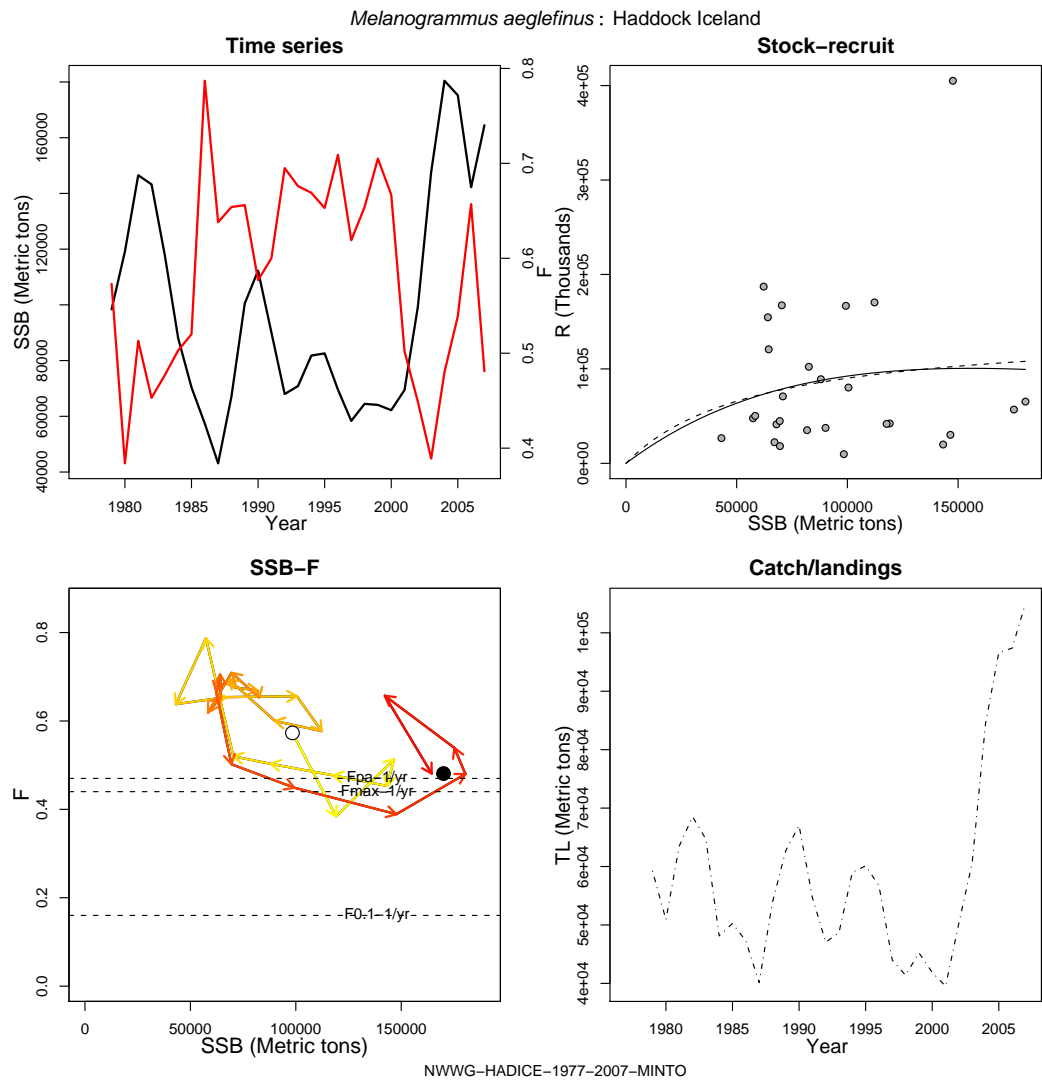 Melanogrammus aeglefinus : Haddock Iceland
Time series
SSB (Metric tons)
40000 60000 80000 120000 160000
F
0.4 0.5 0.6 0.7 0.8
1980 1985 1990 1995 2000 2005
Year
Stock−recruit
R (Thousands)
0e+00 1e+05 2e+05 4e+05
0 50000 100000 150000
SSB (Metric tons)
SSB−F
F
0.0 0.2 0.4 0.6 0.8
Fpa−1/yr
Fmax−1/yr
F0.1−1/yr
0 50000 100000 150000
SSB (Metric tons)
Catch/landings
TL (Metric tons)
4e+04 5e+04 6e+04 7e+04 8e+04 9e+04 1e+05
1980 1985 1990 1995 2000 2005
Year
NWWG−HADICE−1977−2007−MINTO